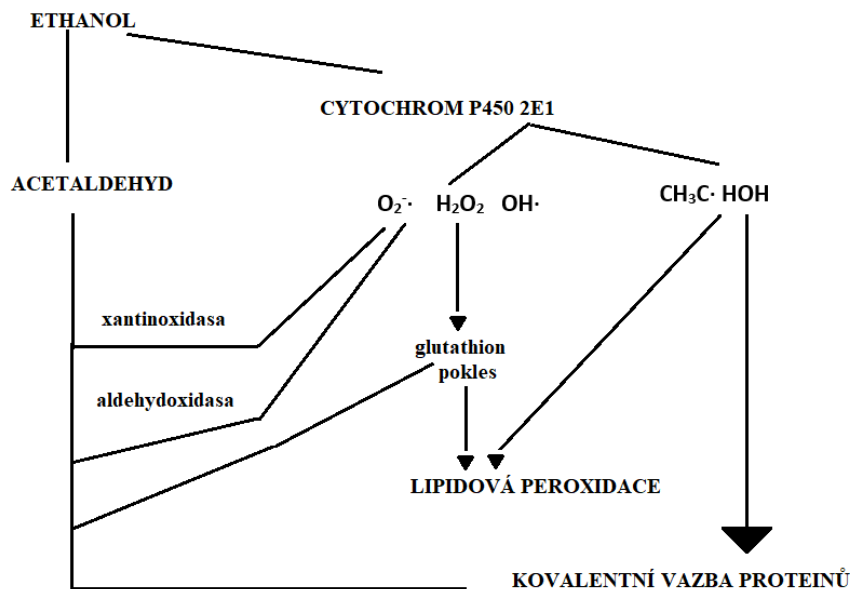 ETHANOL
CYTOCHROM P450 2E1
ACETALDEHYD
O₂⁻· H₂O₂ OH·
CH₃C· HOH
xantinoxidasa
glutathion
pokles
aldehydoxidasa
LIPIDOVÁ PEROXIDACE
KOVALENTNÍ VAZBA PROTEINŮ